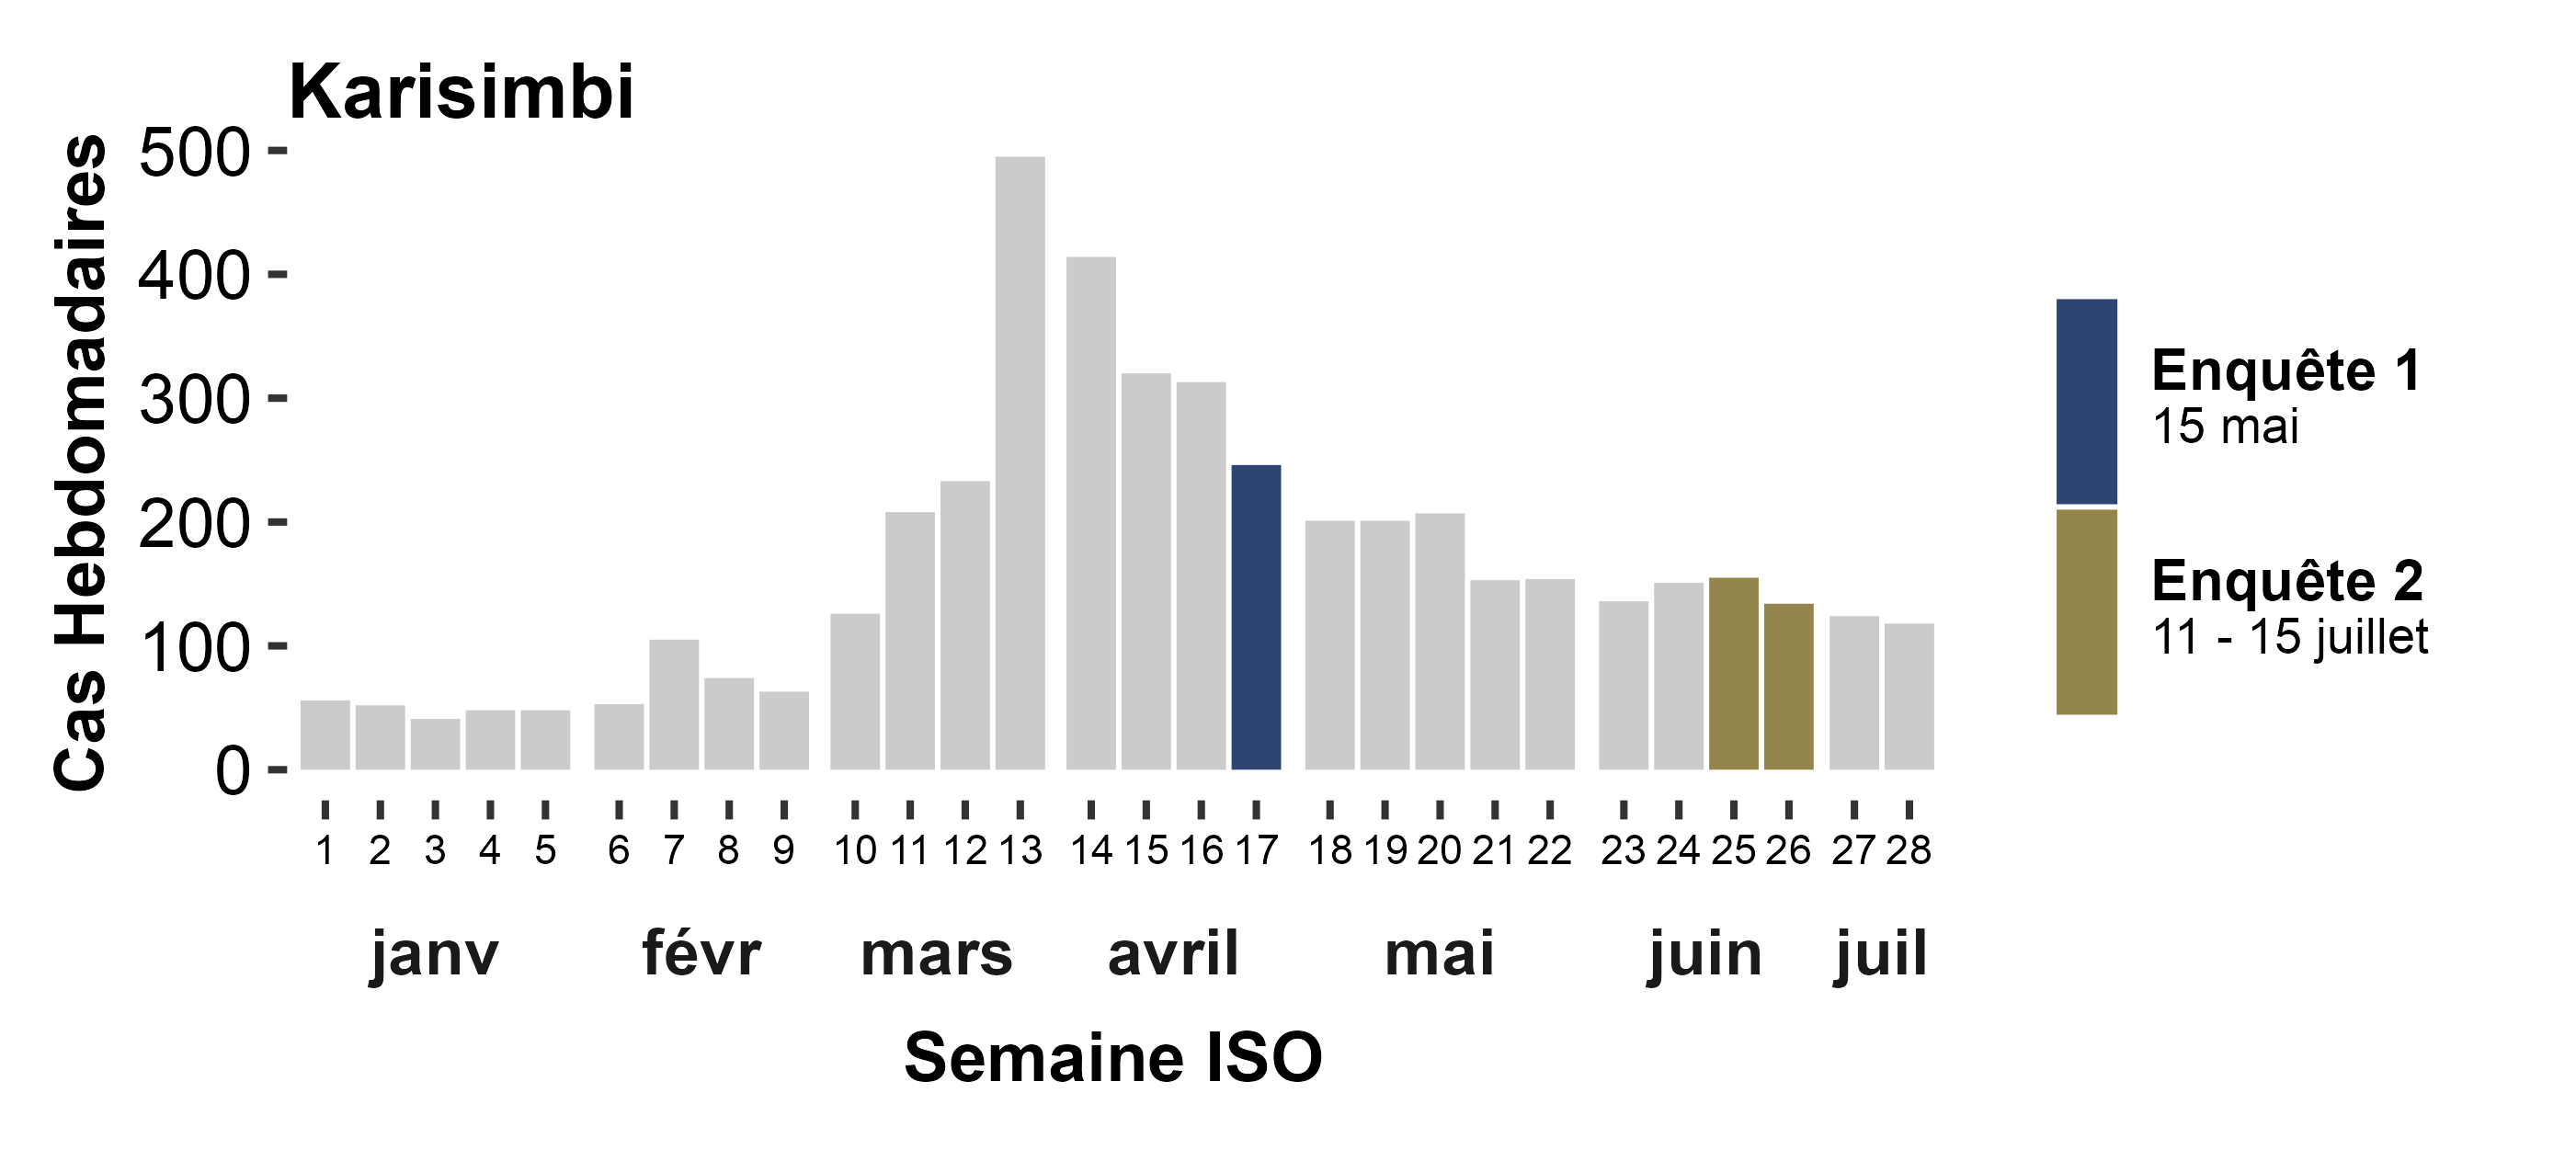 Karisimbi
Cas Hebdomadaires
500
400
300
200
100
0
1 2 3 4 5 6 7 8 9 10 11 12 13 14 15 16 17 18 19 20 21 22 23 24 25 26 27 28
janv févr mars avril mai juin juil
Semaine ISO
Enquête 1
15 mai
Enquête 2
11 - 15 juillet